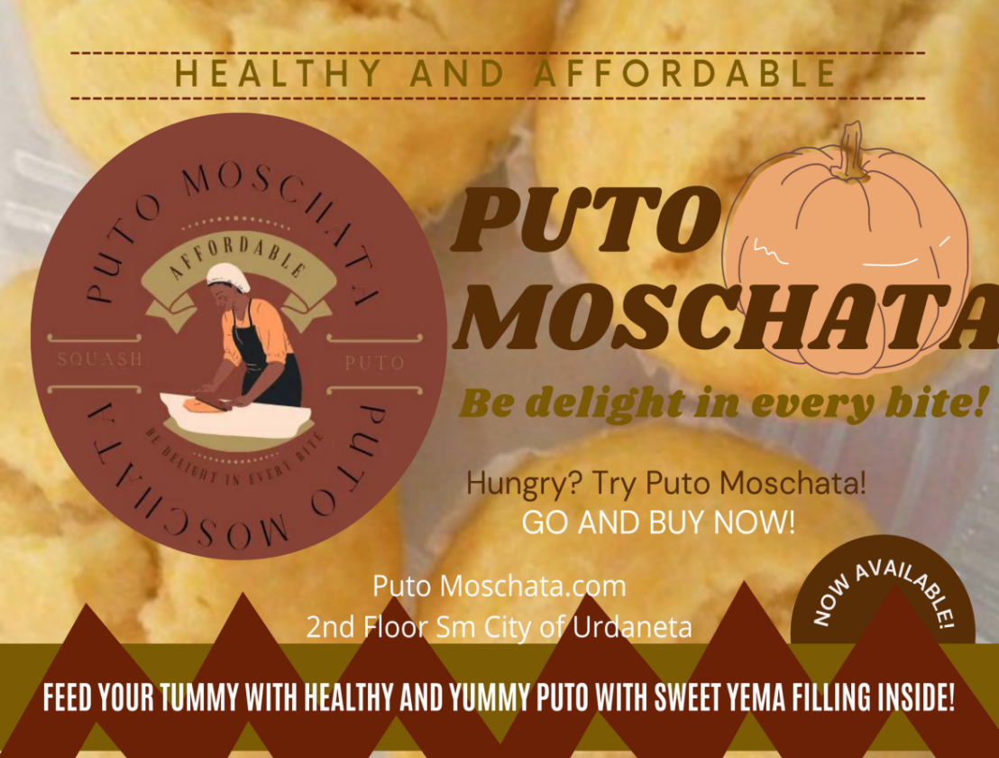 HEALTHY AND AFFORDABLE
PUTO MOSCHATA
AFFORDABLE
SQUASH
PUTO
BE DELIGHT IN EVERY BITE
PUTO MOSCHATA
PUTO
MOSCHATA
Be delight in every bite!
Hungry? Try Puto Moschata!
GO AND BUY NOW!
Puto Moschata.com
2nd Floor Sm City of Urdaneta
NOW AVAILABLE!
FEED YOUR TUMMY WITH HEALTHY AND YUMMY PUTO WITH SWEET YEMA FILLING INSIDE!